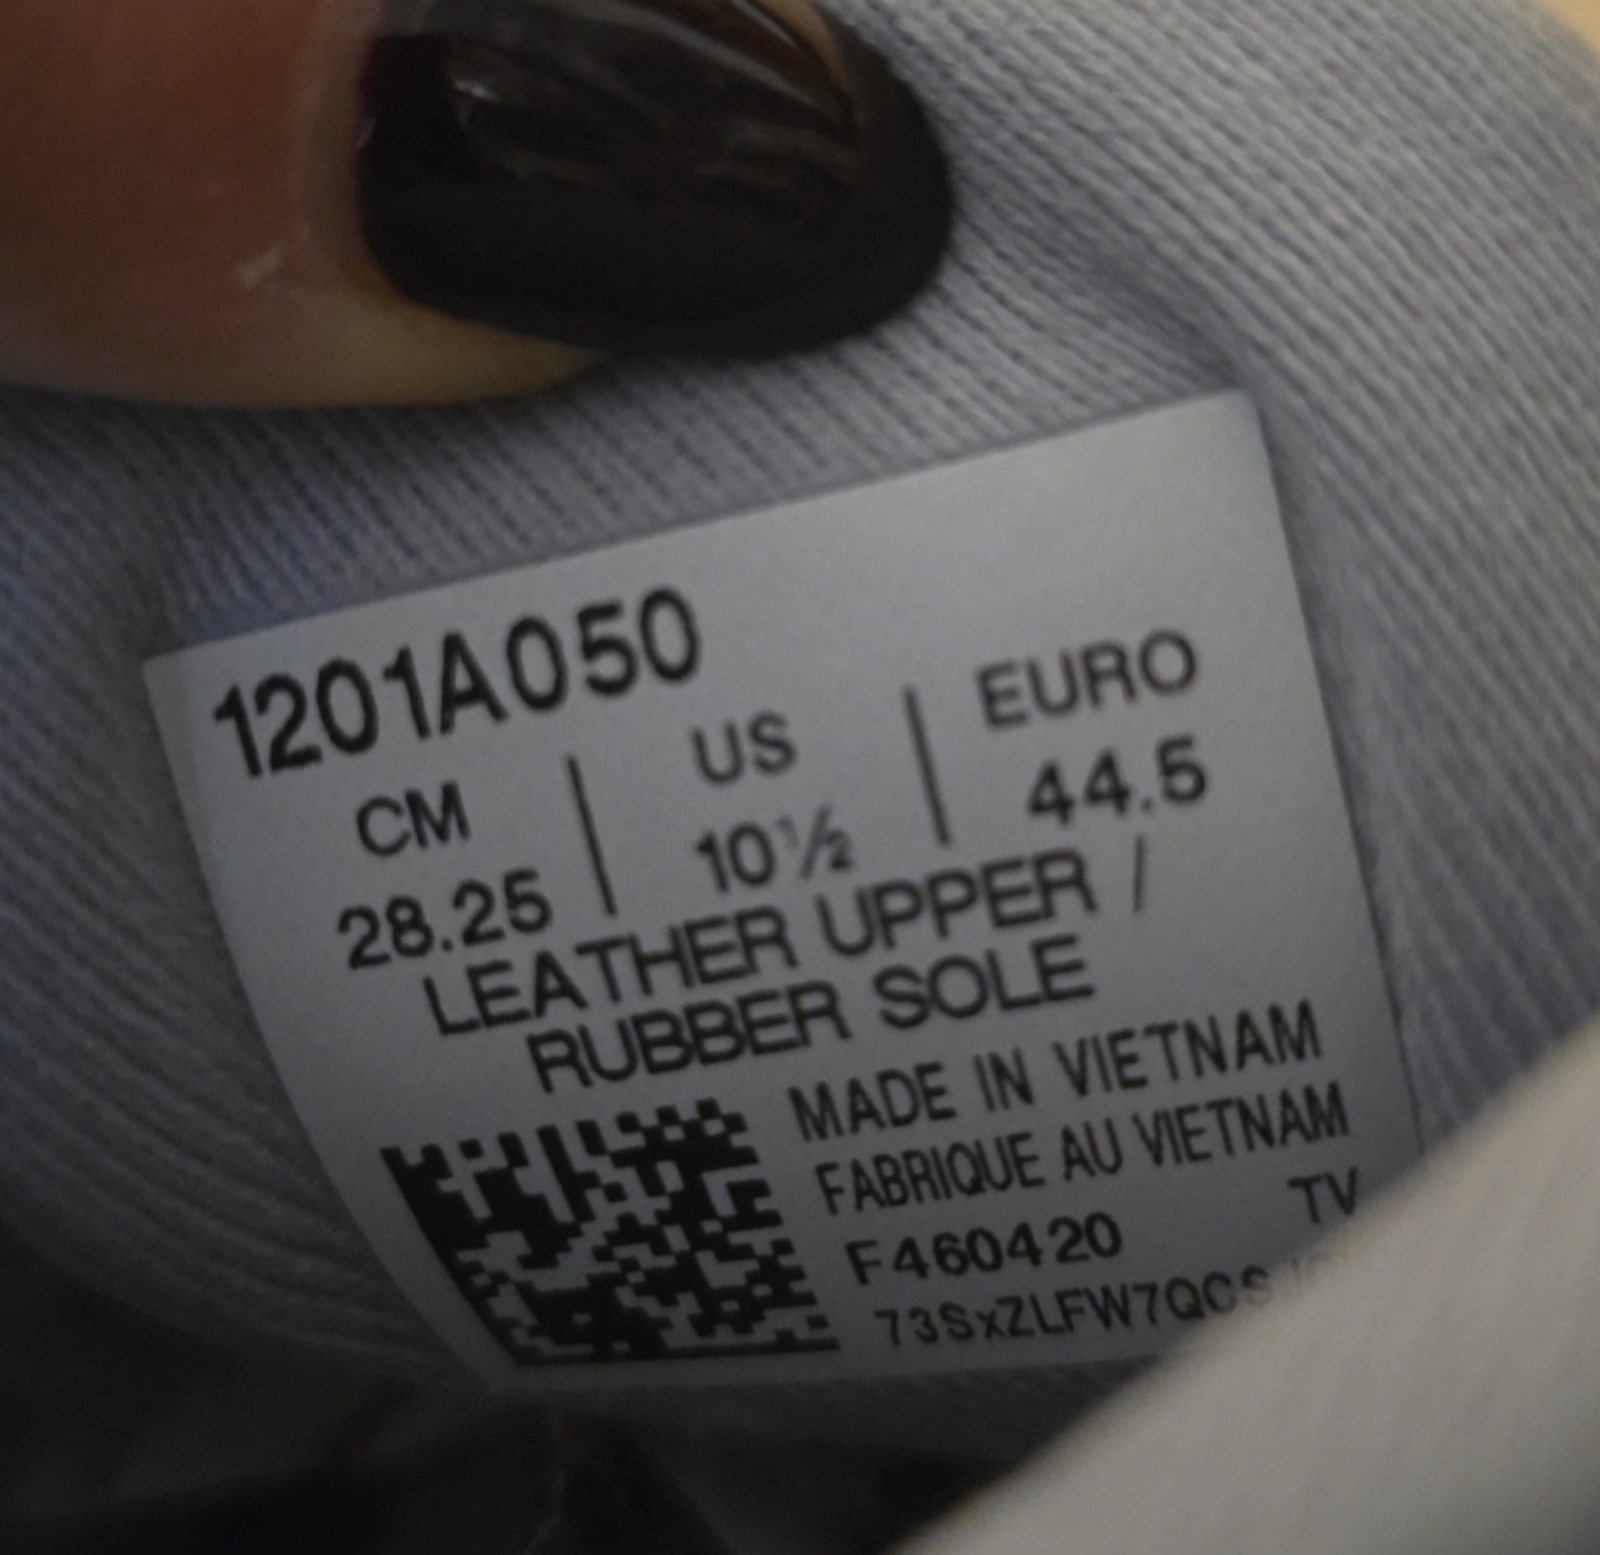 1201A050
CM | US | EURO
28.25 | 10½ | 44.5
LEATHER UPPER /
RUBBER SOLE
MADE IN VIETNAM
FABRIQUE AU VIETNAM
F460420 TV